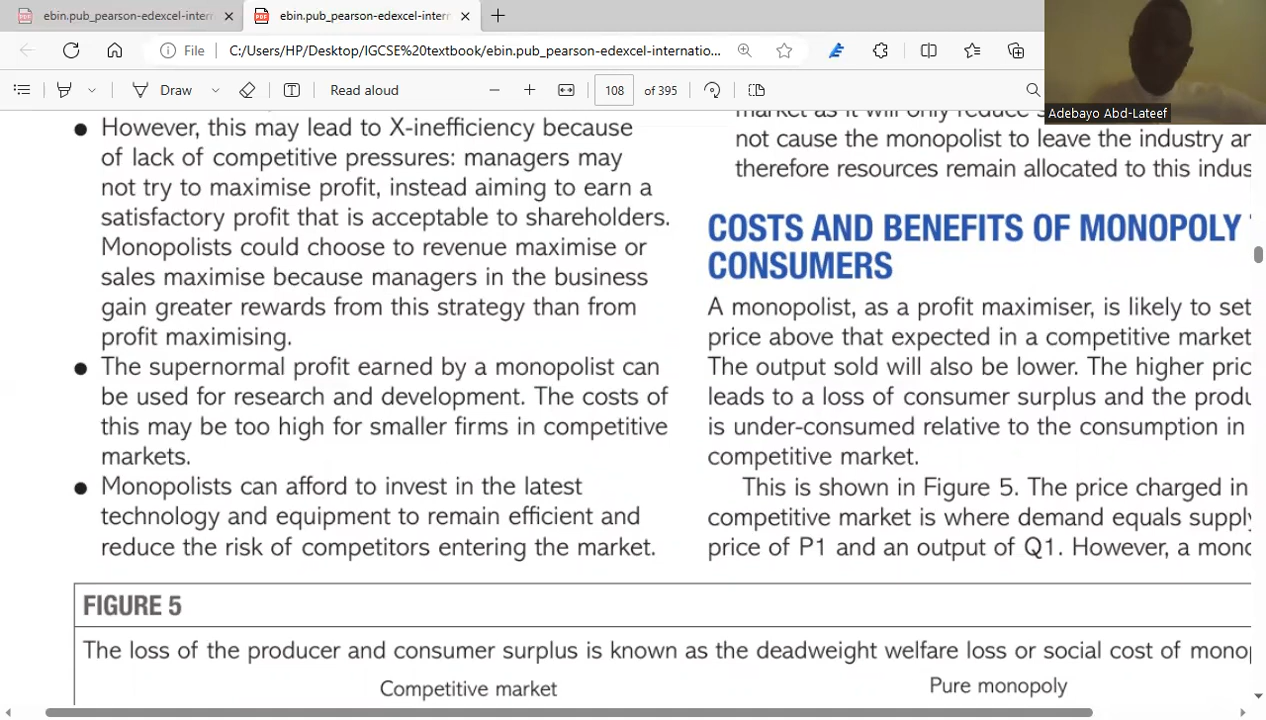 ebin.pub_pearson-edexcel-intern
ebin.pub_pearson-edexcel-intern
File
C:/Users/HP/Desktop/IGCSE%20textbook/ebin.pub_pearson-edexcel-internatio...
Draw
Read aloud
108
of 395
Adebayo Abd-Lateef
However, this may lead to X-inefficiency because
of lack of competitive pressures: managers may
not try to maximise profit, instead aiming to earn a
satisfactory profit that is acceptable to shareholders.
Monopolists could choose to revenue maximise or
sales maximise because managers in the business
gain greater rewards from this strategy than from
profit maximising.
The supernormal profit earned by a monopolist can
be used for research and development. The costs of
this may be too high for smaller firms in competitive
markets.
Monopolists can afford to invest in the latest
technology and equipment to remain efficient and
reduce the risk of competitors entering the market.
market as it will only reduce
not cause the monopolist to leave the industry
therefore resources remain allocated to this
COSTS AND BENEFITS OF MONOPOLY
CONSUMERS
A monopolist, as a profit maximiser, is likely to set
price above that expected in a competitive market
The output sold will also be lower. The higher
leads to a loss of consumer surplus and the
is under-consumed relative to the consumption in
competitive market.
This is shown in Figure 5. The price charged in
competitive market is where demand equals supply
price of P1 and an output of Q1. However, a
FIGURE 5
The loss of the producer and consumer surplus is known as the deadweight welfare loss or social cost of
Competitive market
Pure monopoly